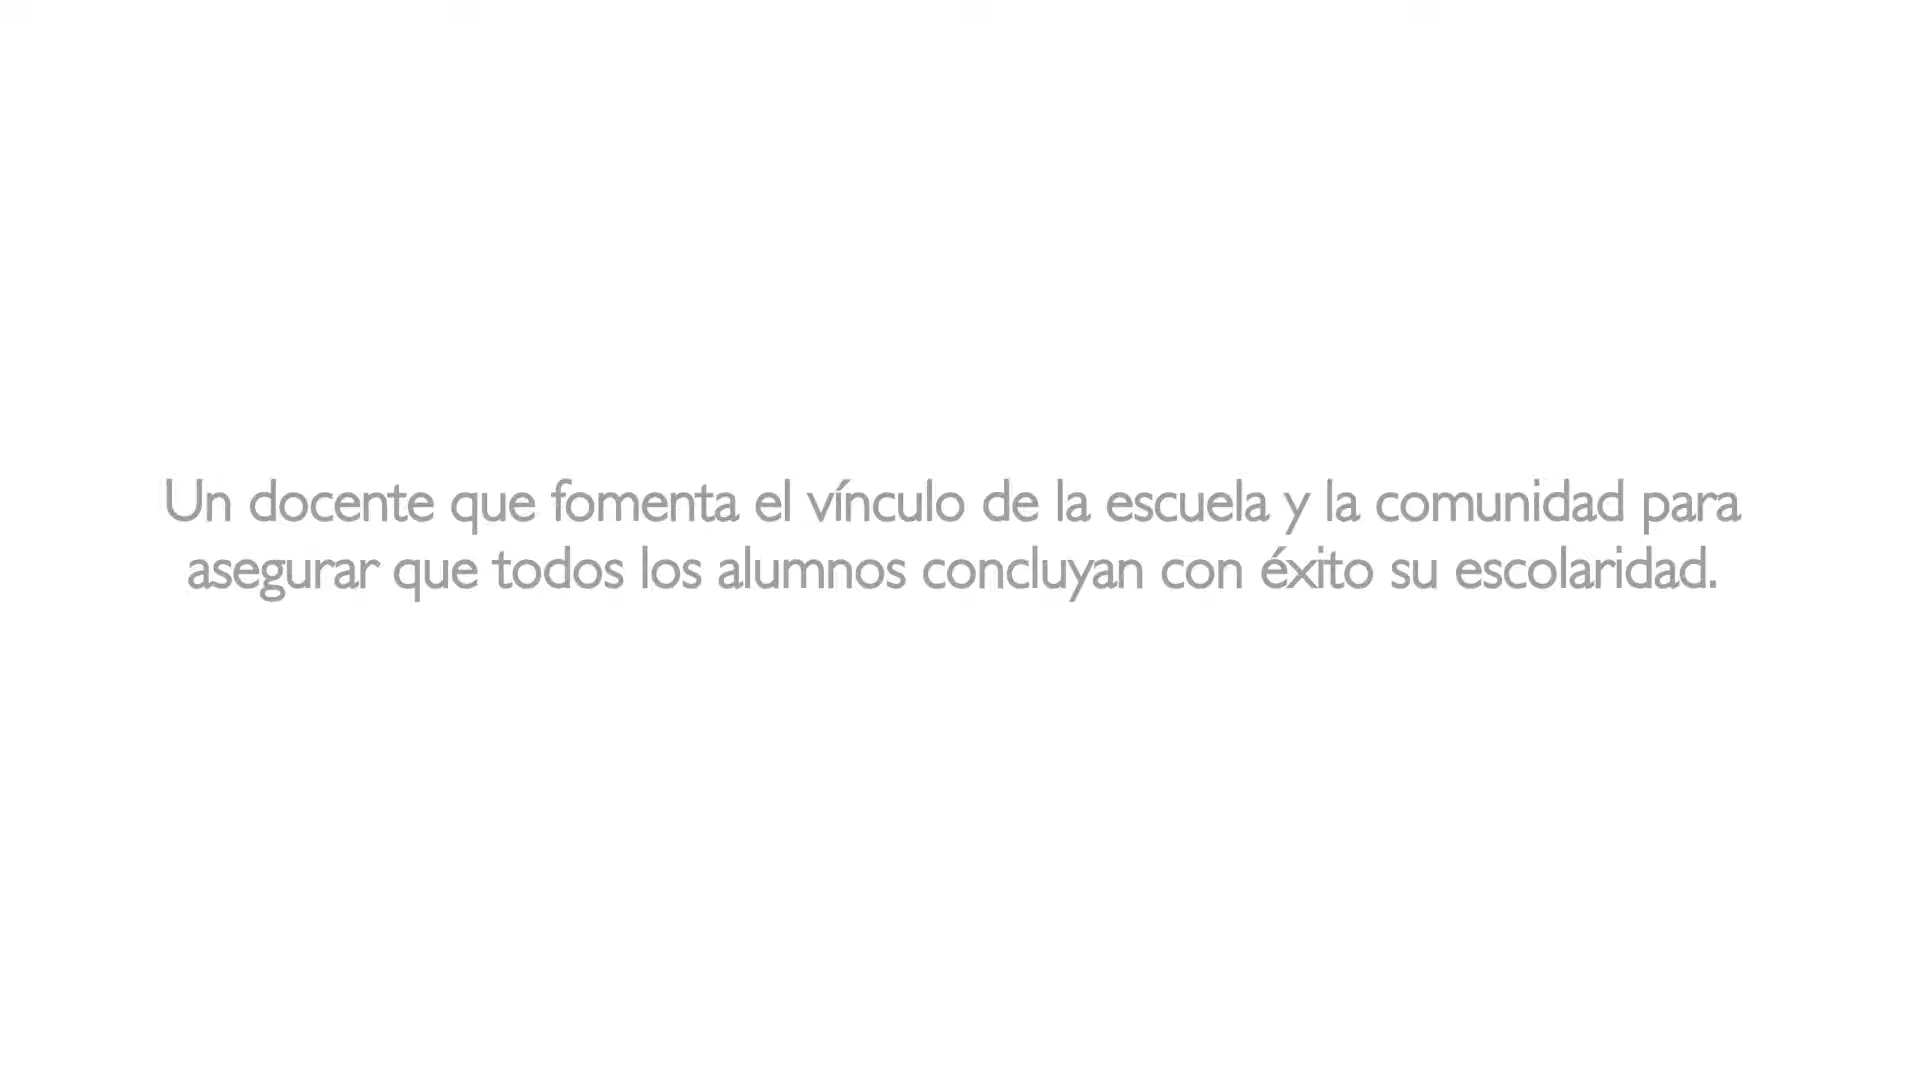 Un docente que fomenta el vínculo de la escuela y la comunidad para
asegurar que todos los alumnos concluyan con éxito su escolaridad.